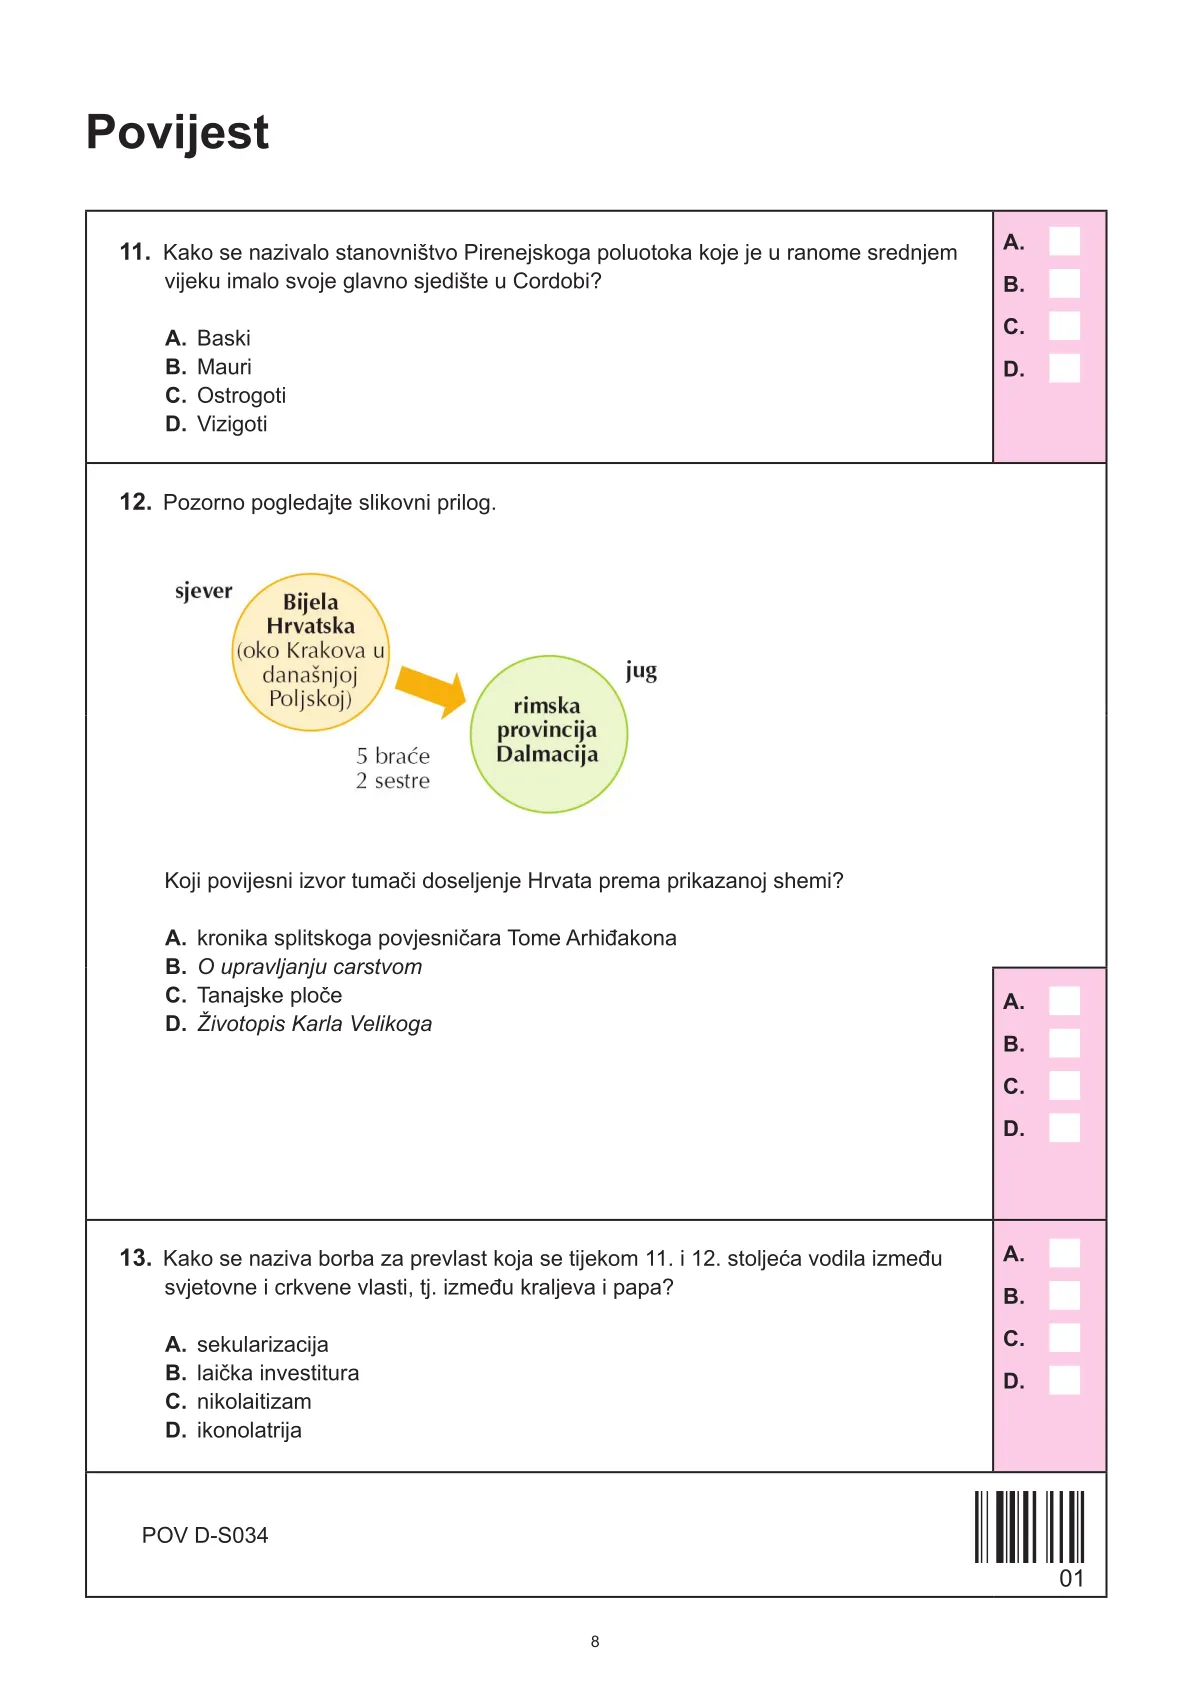 Povijest
11. Kako se nazivalo stanovništvo Pirenejskoga poluotoka koje je u ranome srednjem
vijeku imalo svoje glavno sjedište u Cordobi?
A. Baski
B. Mauri
C. Ostrogoti
D. Vizigoti
A.
B.
C.
D.
12. Pozorno pogledajte slikovni prilog.
sjever
Bijela
Hrvatska
(oko Krakova u
današnjoj
Poljskoj)
jug
rimska
provincija
Dalmacija
5 braće
2 sestre
Koji povijesni izvor tumači doseljenje Hrvata prema prikazanoj shemi?
A. kronika splitskoga povjesničara Tome Arhiđakona
B. O upravljanju carstvom
C. Tanajske ploče
D. Životopis Karla Velikoga
A.
B.
C.
D.
13. Kako se naziva borba za prevlast koja se tijekom 11. i 12. stoljeća vodila između
svjetovne i crkvene vlasti, tj. između kraljeva i papa?
A. sekularizacija
B. laička investitura
C. nikolaitizam
D. ikonolatrija
A.
B.
C.
D.
POV D-S034
01
8